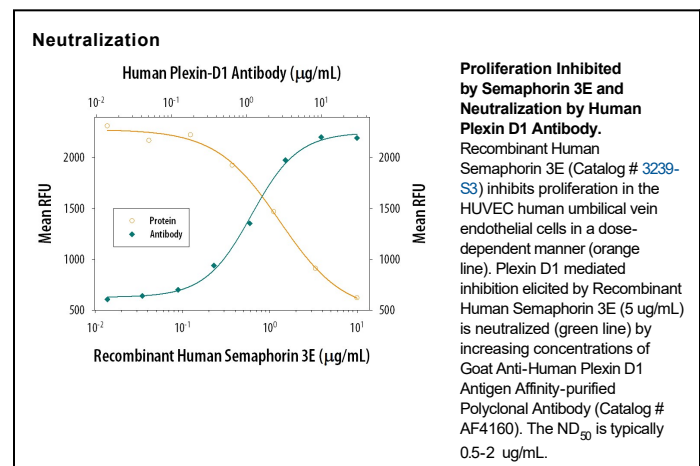 Neutralization
Human Plexin-D1 Antibody (µg/mL)
10-2 10-1 100 101
Mean RFU
2000
1500
1000
500
Protein
Antibody
2000
1500
1000
500
Mean RFU
10-2 10-1 100 101
Recombinant Human Semaphorin 3E (µg/mL)
Proliferation Inhibited
by Semaphorin 3E and
Neutralization by Human
Plexin D1 Antibody.
Recombinant Human
Semaphorin 3E (Catalog # 3239-
S3) inhibits proliferation in the
HUVEC human umbilical vein
endothelial cells in a dose-
dependent manner (orange
line). Plexin D1 mediated
inhibition elicited by Recombinant
Human Semaphorin 3E (5 ug/mL)
is neutralized (green line) by
increasing concentrations of
Goat Anti-Human Plexin D1
Antigen Affinity-purified
Polyclonal Antibody (Catalog #
AF4160). The ND50 is typically
0.5-2 ug/mL.